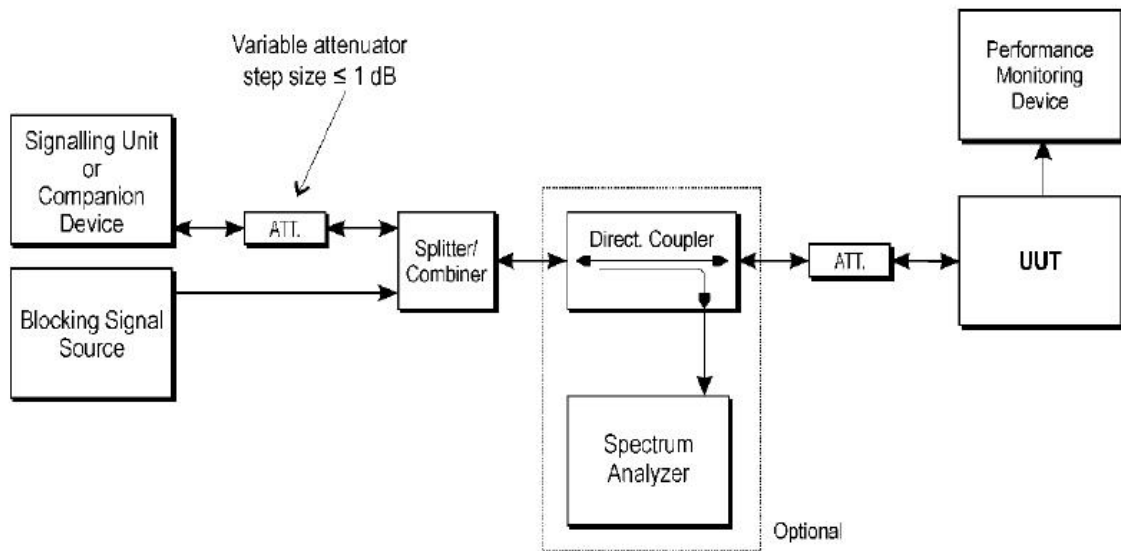 Variable attenuator
step size ≤ 1 dB
Signalling Unit
or
Companion
Device
ATT.
Splitter/
Combiner
Blocking Signal
Source
Direct. Coupler
Spectrum
Analyzer
Optional
ATT.
Performance
Monitoring
Device
UUT